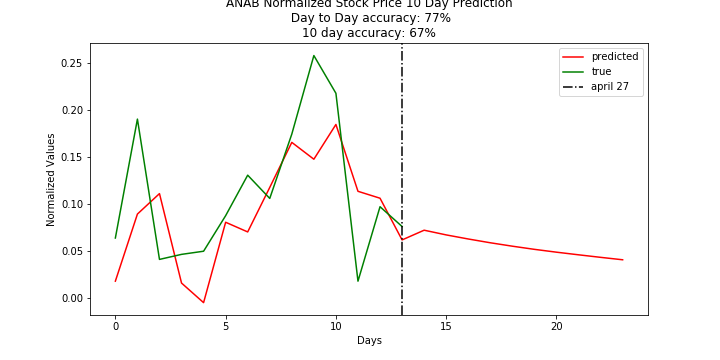 ANAB Normalized Stock Price 10 Day Prediction
Day to Day accuracy: 77%
10 day accuracy: 67%
predicted
true
april 27
0.25
0.20
0.15
0.10
0.05
0.00
Normalized Values
0
5
10
15
20
Days